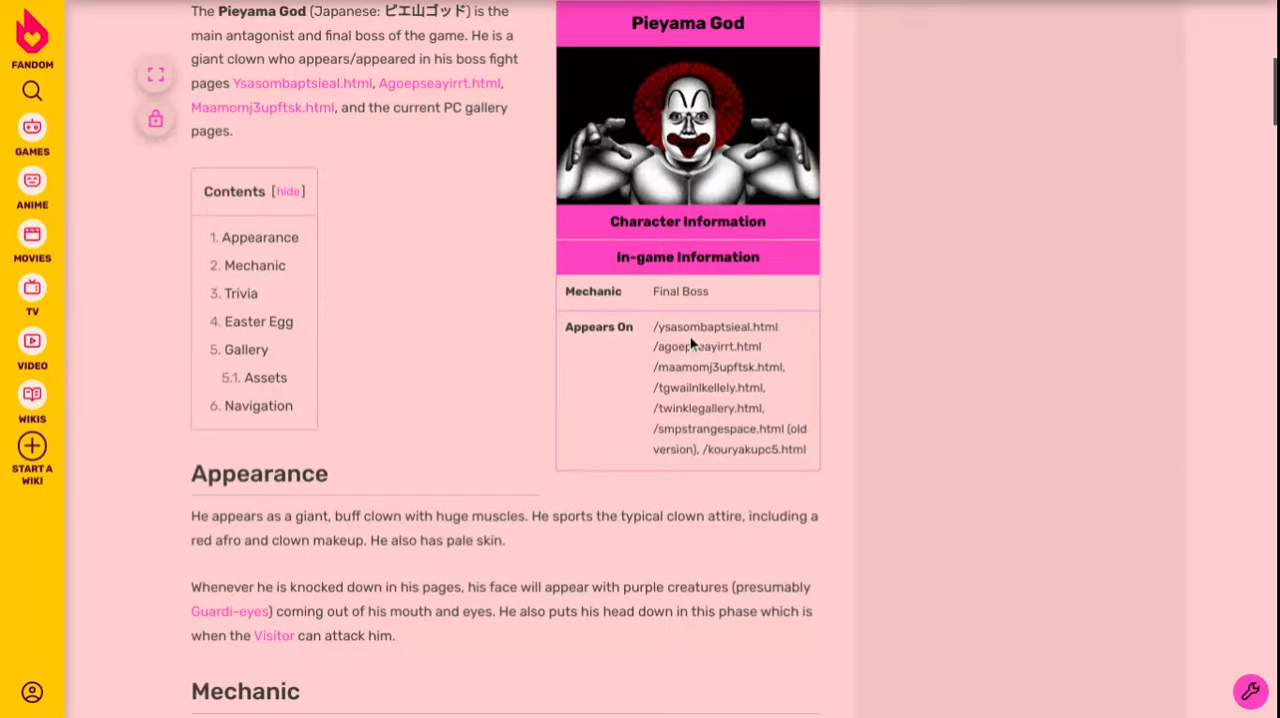 FANDOM
GAMES
ANIME
MOVIES
TV
VIDEO
WIKIS
START A
WIKI
The Pieyama God (Japanese: ピエ山ゴッド) is the
main antagonist and final boss of the game. He is a
giant clown who appears/appeared in his boss fight
pages Ysasombaptsieal.html, Agoepseayirrt.html,
Maamomj3upftsk.html, and the current PC gallery
pages.
Contents [hide]
1. Appearance
2. Mechanic
3. Trivia
4. Easter Egg
5. Gallery
5.1. Assets
6. Navigation
Pieyama God
Character Information
In-game Information
Mechanic Final Boss
Appears On /ysasombaptsieal.html
/agoepseayirrt.html
/maamomj3upftsk.html,
/tgwailnlkellely.html,
/twinklegallery.html,
/smpstrangespace.html (old
version), /kouryakupc5.html
Appearance
He appears as a giant, buff clown with huge muscles. He sports the typical clown attire, including a
red afro and clown makeup. He also has pale skin.
Whenever he is knocked down in his pages, his face will appear with purple creatures (presumably
Guardi-eyes) coming out of his mouth and eyes. He also puts his head down in this phase which is
when the Visitor can attack him.
Mechanic